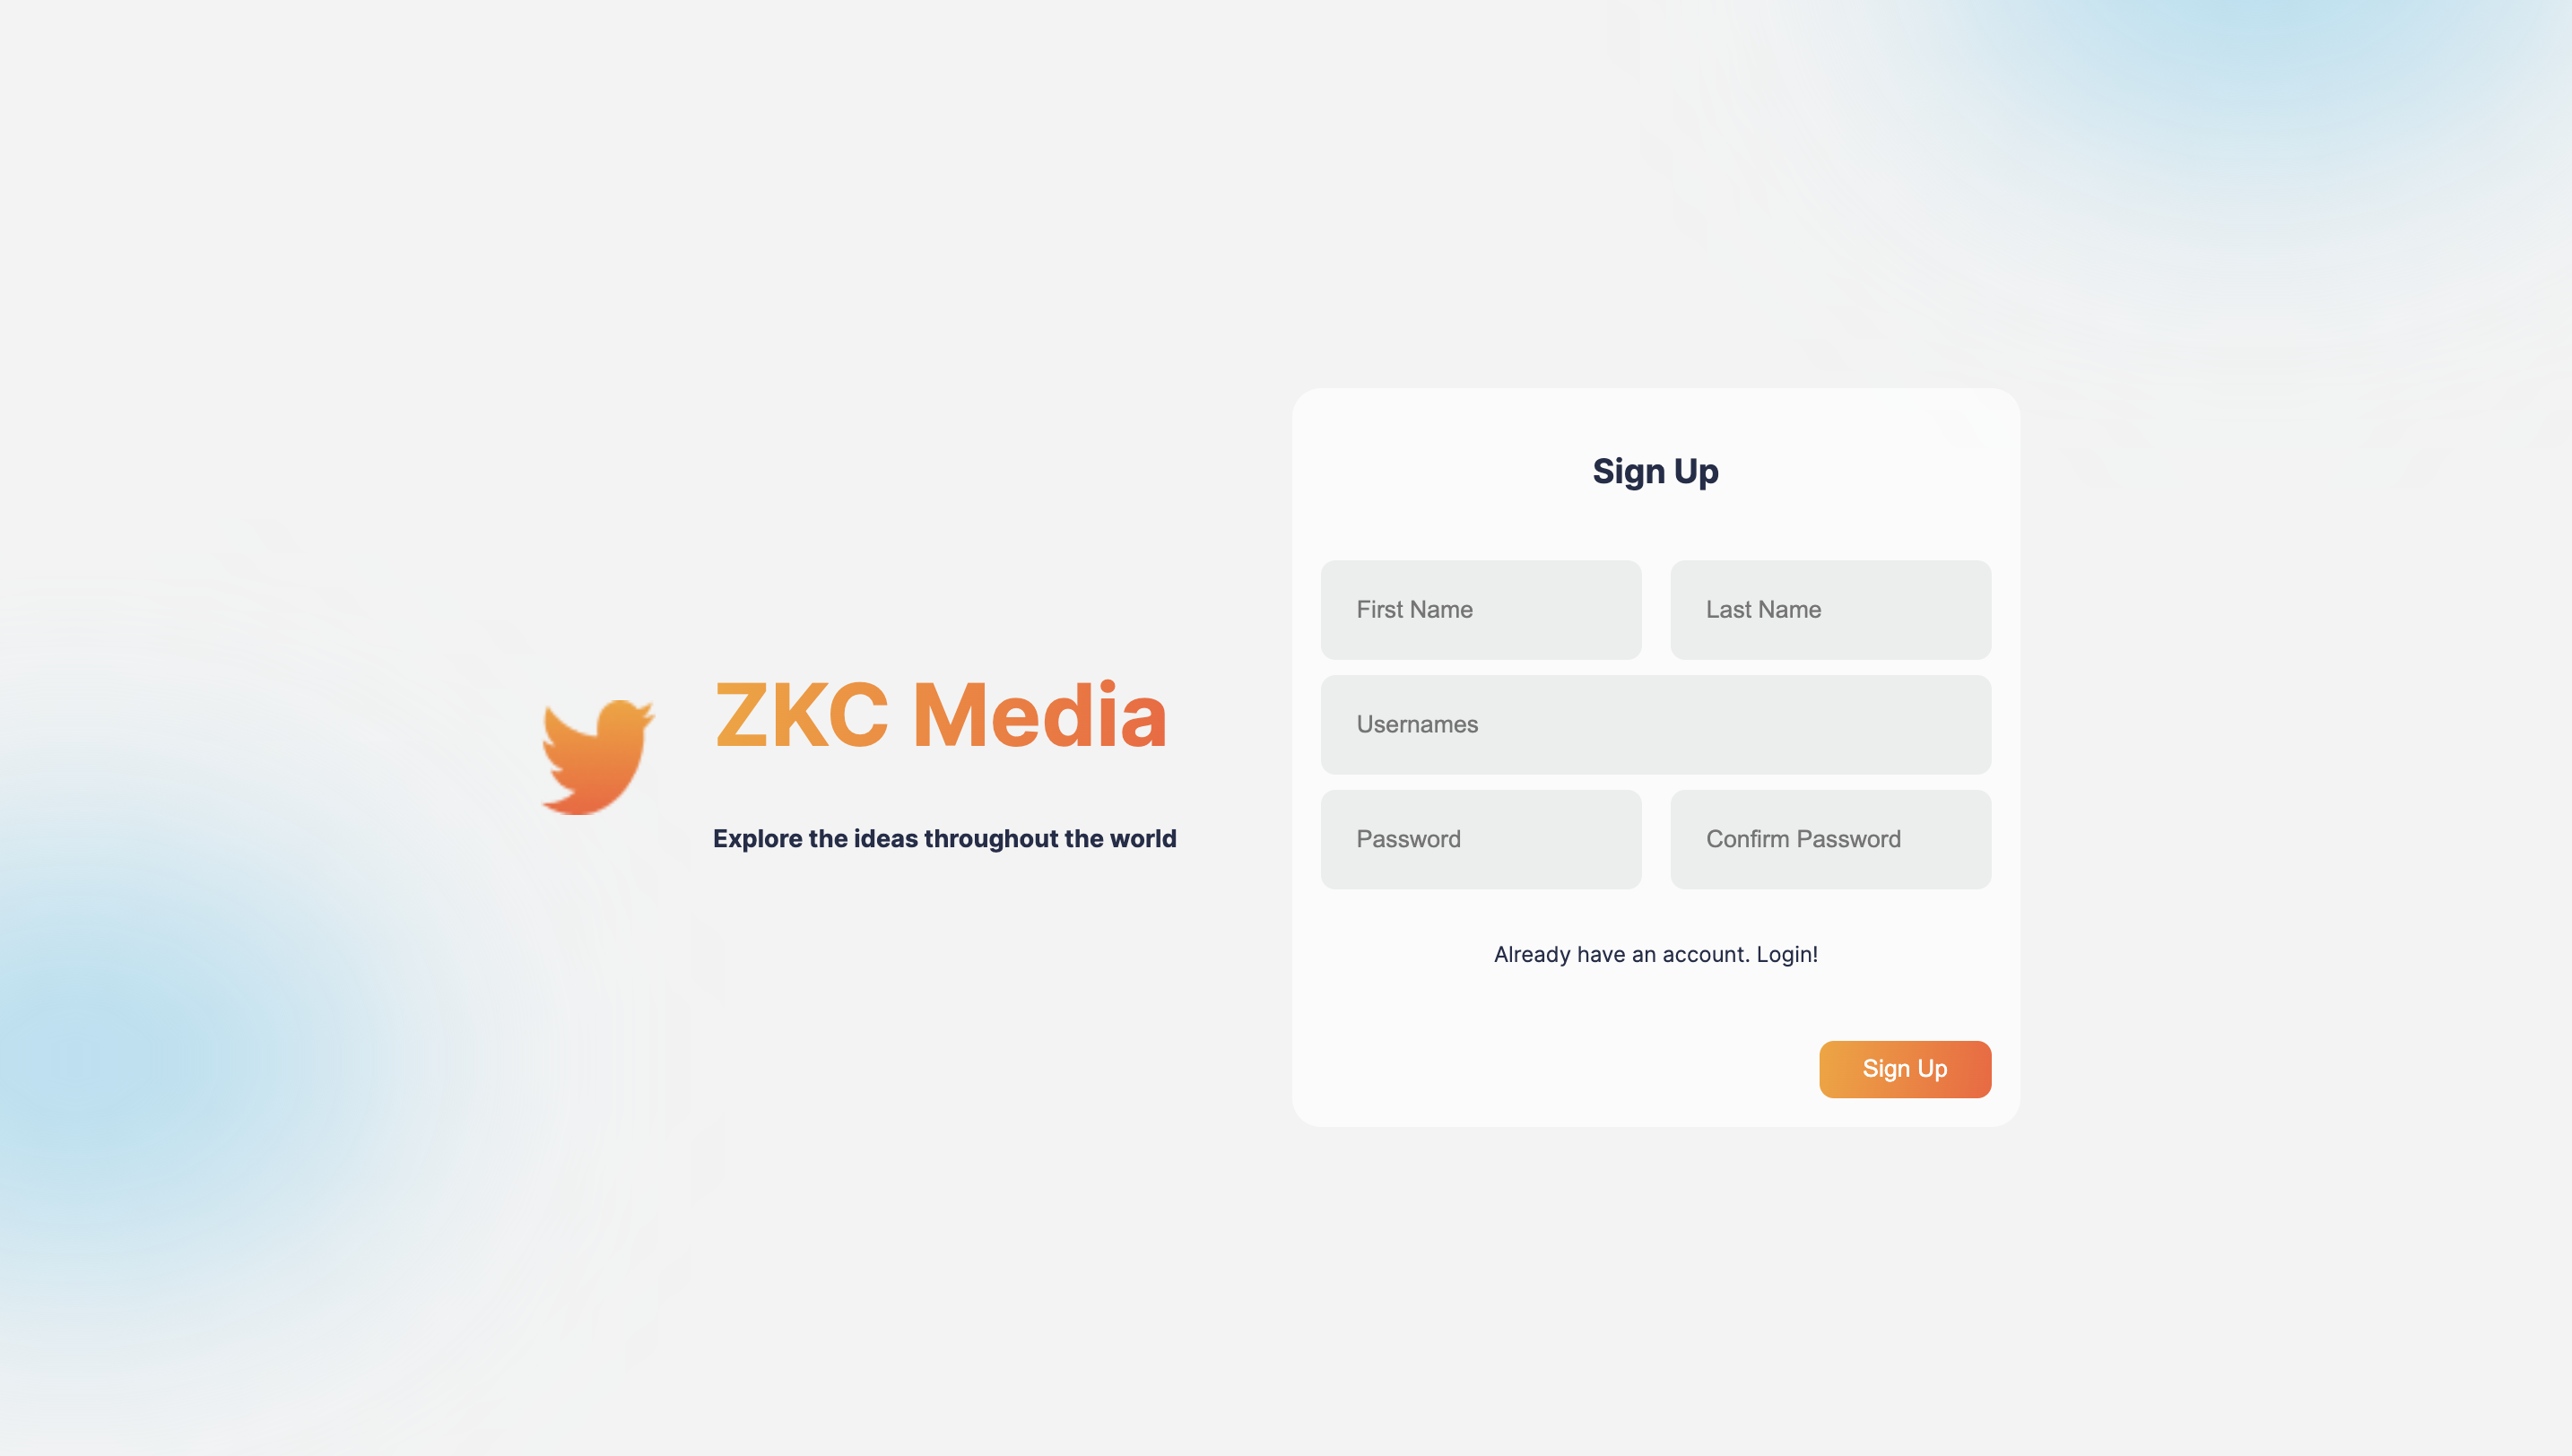 ZKC Media
Explore the ideas throughout the world
Sign Up
First Name
Last Name
Usernames
Password
Confirm Password
Already have an account. Login!
Sign Up